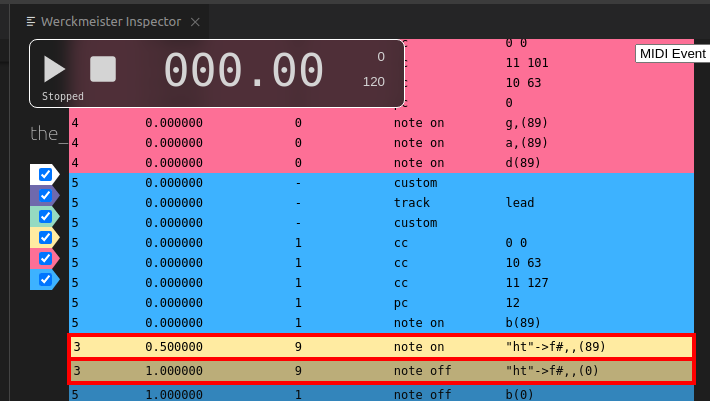 Werckmeister Inspector
000.00
0
120
Stopped
MIDI Event
the_
0 0
11 101
10 63
pc 0
4 0.000000 0 note on g,(89)
4 0.000000 0 note on a,(89)
4 0.000000 0 note on d(89)
5 0.000000 - custom
5 0.000000 - track lead
5 0.000000 - custom
5 0.000000 1 cc 0 0
5 0.000000 1 cc 10 63
5 0.000000 1 cc 11 127
5 0.000000 1 pc 12
5 0.000000 1 note on b(89)
3 0.500000 9 note on "ht"->f#,,(89)
3 1.000000 9 note off "ht"->f#,,(0)
5 1.000000 1 note off b(0)